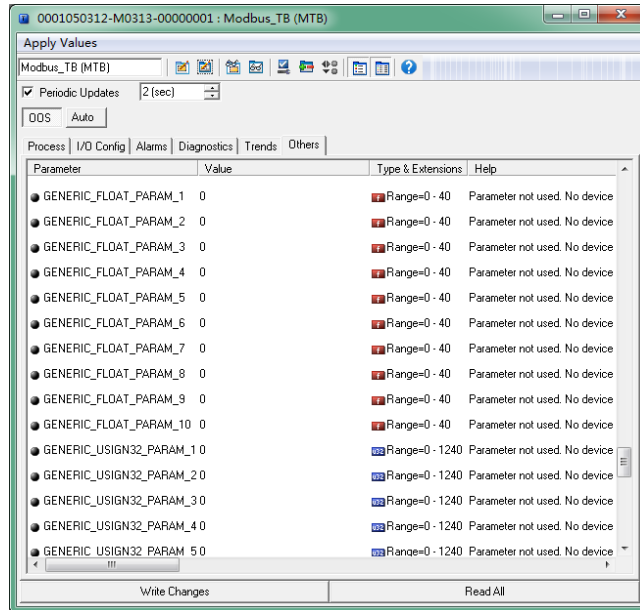 0001050312-M0313-00000001 : Modbus_TB (MTB)
Apply Values
Modbus_TB (MTB)
Periodic Updates 2 (sec)
OOS Auto
Process I/O Config Alarms Diagnostics Trends Others
Parameter Value Type & Extensions Help
GENERIC_FLOAT_PARAM_1 0 Range=0 - 40 Parameter not used. No device
GENERIC_FLOAT_PARAM_2 0 Range=0 - 40 Parameter not used. No device
GENERIC_FLOAT_PARAM_3 0 Range=0 - 40 Parameter not used. No device
GENERIC_FLOAT_PARAM_4 0 Range=0 - 40 Parameter not used. No device
GENERIC_FLOAT_PARAM_5 0 Range=0 - 40 Parameter not used. No device
GENERIC_FLOAT_PARAM_6 0 Range=0 - 40 Parameter not used. No device
GENERIC_FLOAT_PARAM_7 0 Range=0 - 40 Parameter not used. No device
GENERIC_FLOAT_PARAM_8 0 Range=0 - 40 Parameter not used. No device
GENERIC_FLOAT_PARAM_9 0 Range=0 - 40 Parameter not used. No device
GENERIC_FLOAT_PARAM_10 0 Range=0 - 40 Parameter not used. No device
GENERIC_USIGN32_PARAM_1 0 U32 Range=0 - 1240 Parameter not used. No device
GENERIC_USIGN32_PARAM_2 0 U32 Range=0 - 1240 Parameter not used. No device
GENERIC_USIGN32_PARAM_3 0 U32 Range=0 - 1240 Parameter not used. No device
GENERIC_USIGN32_PARAM_4 0 U32 Range=0 - 1240 Parameter not used. No device
GENERIC_USIGN32_PARAM_5 0 U32 Range=0 - 1240 Parameter not used. No device
Write Changes Read All